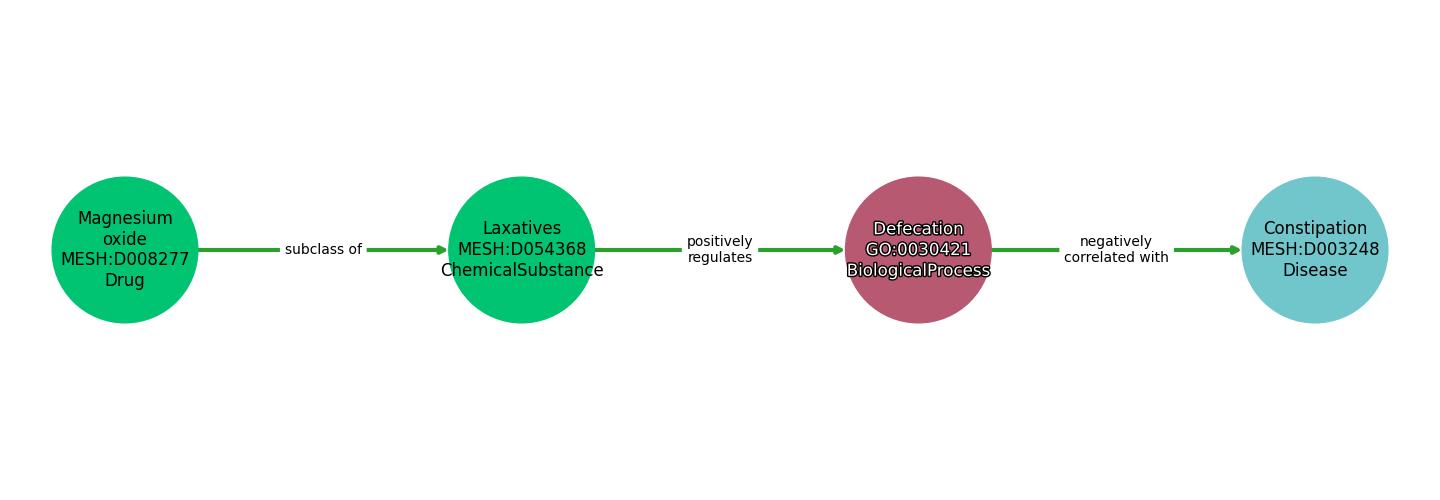 Magnesium
oxide
MESH:D008277
Drug
subclass of
Laxatives
MESH:D054368
ChemicalSubstance
positively
regulates
Defecation
GO:0030421
BiologicalProcess
negatively
correlated with
Constipation
MESH:D003248
Disease